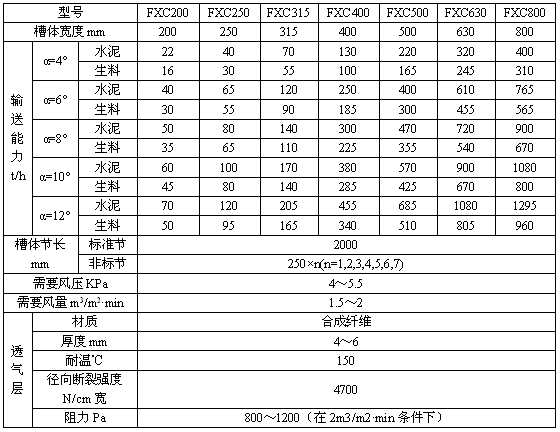 型号 FXC200 FXC250 FXC315 FXC400 FXC500 FXC630 FXC800
槽体宽度 mm 200 250 315 400 500 630 800
输送能力 t/h α=4° 水泥 22 40 70 130 220 320 400
生料 16 30 55 100 165 245 310
α=6° 水泥 40 65 120 250 400 610 765
生料 30 55 90 185 300 455 565
α=8° 水泥 50 80 140 300 470 720 900
生料 35 65 110 225 355 540 670
α=10° 水泥 60 100 170 380 570 900 1080
生料 45 80 140 285 425 670 800
α=12° 水泥 70 120 205 455 685 1080 1295
生料 50 95 165 340 510 805 960
槽体节长 mm 标准节 2000
非标节 250×n(n=1,2,3,4,5,6,7)
需要风压 KPa 4～5.5
需要风量 m³/m²·min 1.5～2
透气层 材质 合成纤维
厚度 mm 4～6
耐温℃ 150
径向断裂强度 N/cm 宽 4700
阻力 Pa 800～1200（在 2m3/m2·min 条件下）